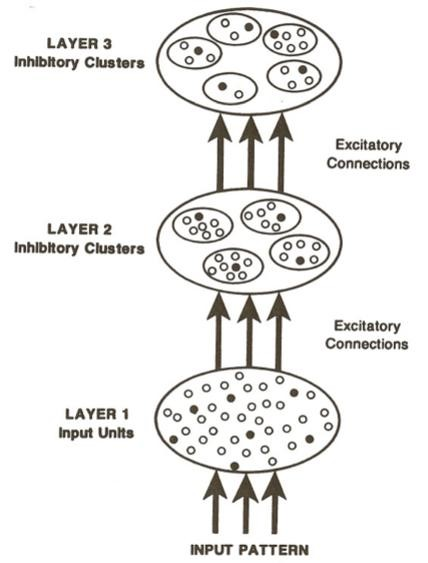 LAYER 3
Inhibitory Clusters
Excitatory
Connections
LAYER 2
Inhibitory Clusters
Excitatory
Connections
LAYER 1
Input Units
INPUT PATTERN